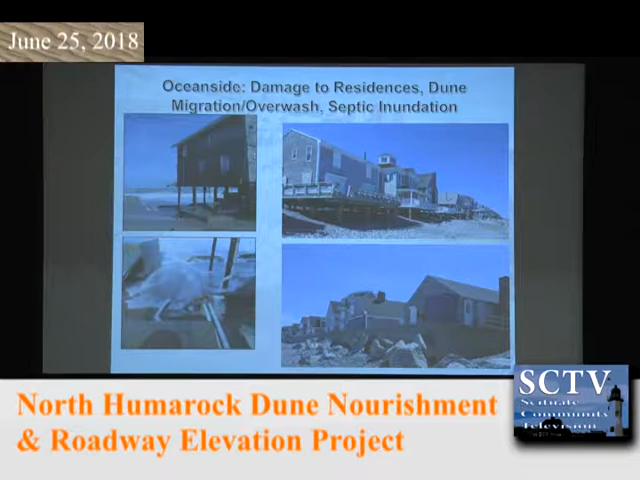 June 25, 2018
Oceanside: Damage to Residences, Dune
Migration/Overwash, Septic Inundation
North Humarock Dune Nourishment
& Roadway Elevation Project
SCTV
Scituate
Community
Television